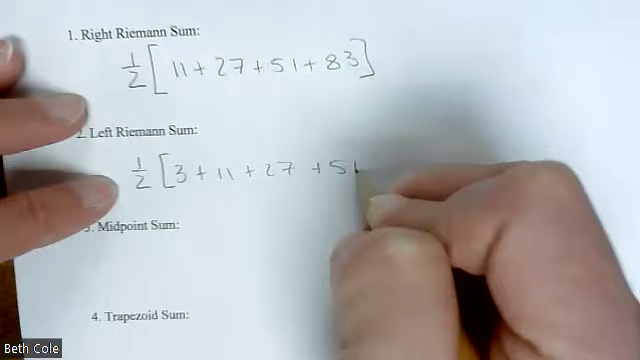 1. Right Riemann Sum:
1/2 [11 + 27 + 51 + 83]
2. Left Riemann Sum:
1/2 [3 + 11 + 27 + 51
3. Midpoint Sum:
4. Trapezoid Sum:
Beth Cole